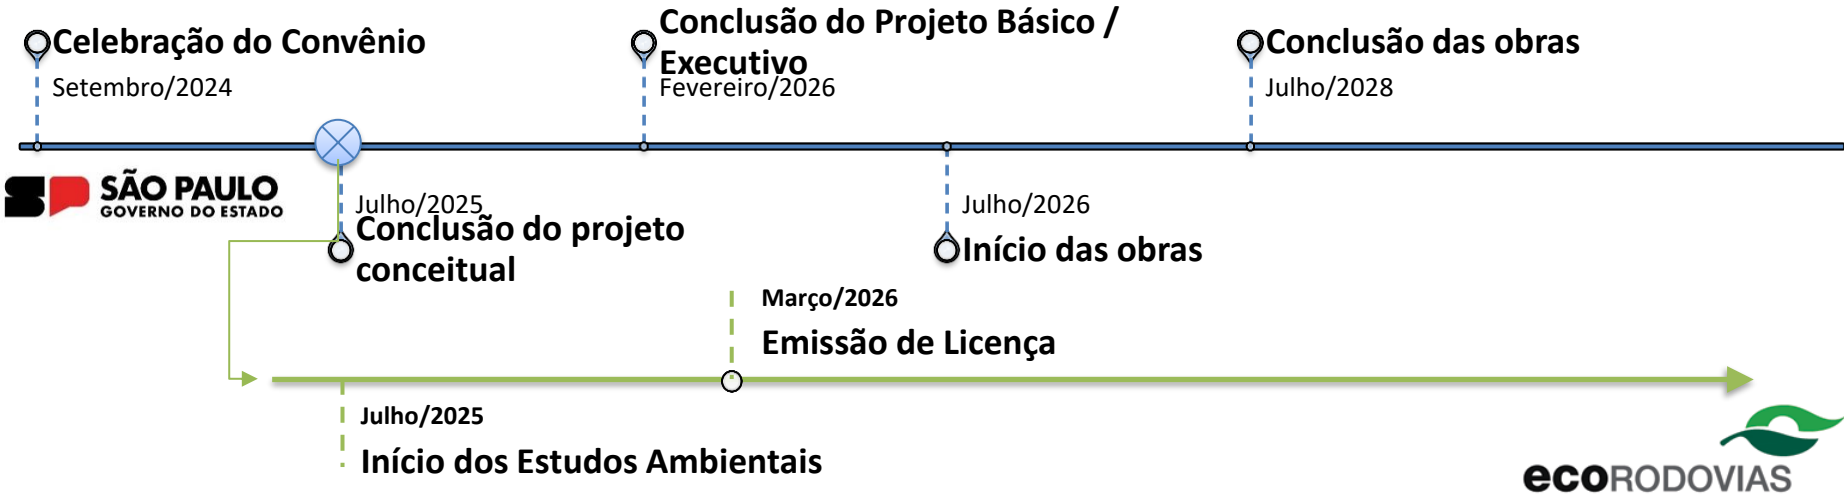 Celebração do Convênio
Setembro/2024
Conclusão do Projeto Básico /
Executivo
Fevereiro/2026
Conclusão das obras
Julho/2028
SÃO PAULO
GOVERNO DO ESTADO
Julho/2025
Conclusão do projeto
conceitual
Julho/2026
Início das obras
Março/2026
Emissão de Licença
Julho/2025
Início dos Estudos Ambientais
ecoRODOVIAS